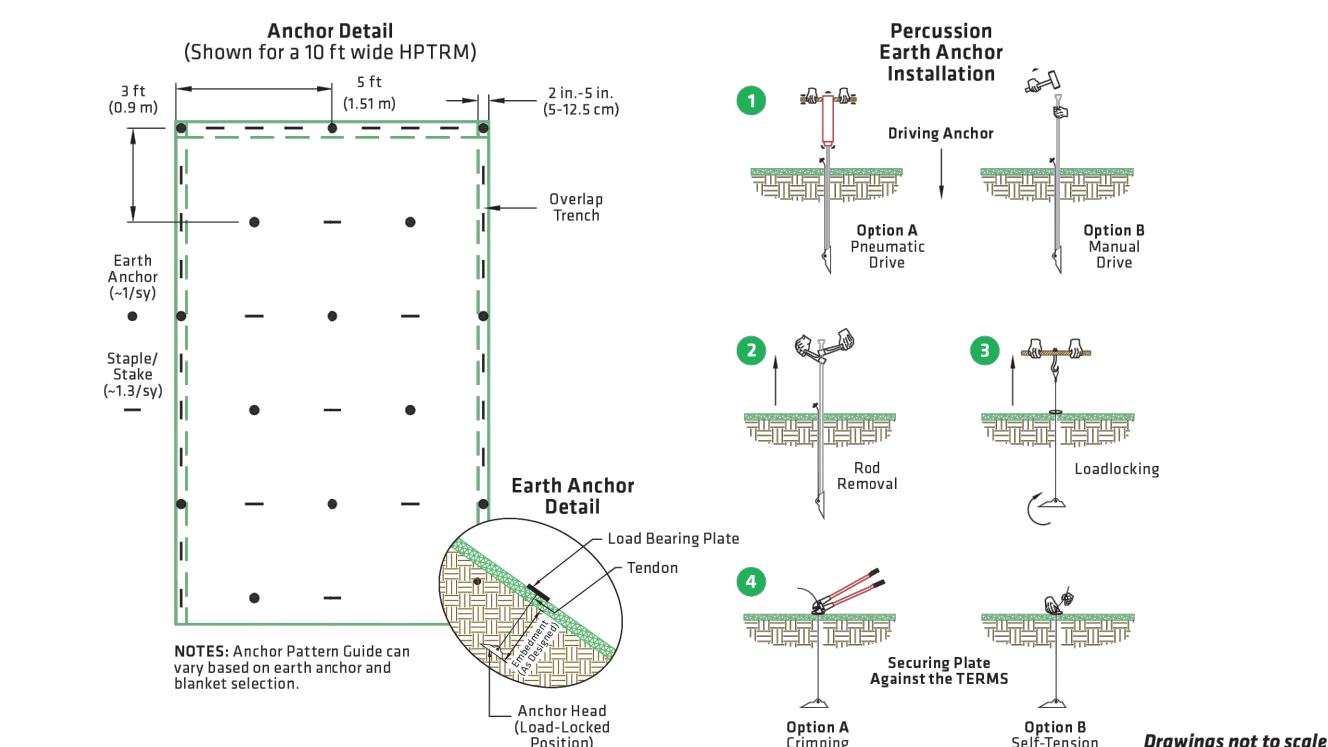 Anchor Detail
(Shown for a 10 ft wide HPTRM)
3 ft
(0.9 m)
5 ft
(1.51 m)
2 in.-5 in.
(5-12.5 cm)
Overlap
Trench
Earth
Anchor
(~1/sy)
Staple/
Stake
(~1.3/sy)
Earth Anchor
Detail
Load Bearing Plate
Tendon
Embedment
(As Designed)
Anchor Head
(Load-Locked
Position)
NOTES: Anchor Pattern Guide can
vary based on earth anchor and
blanket selection.
Percussion
Earth Anchor
Installation
1
Driving Anchor
Option A
Pneumatic
Drive
Option B
Manual
Drive
2
Rod
Removal
3
Loadlocking
4
Securing Plate
Against the TERMS
Option A
Crimping
Option B
Self-Tension
Drawings not to scale